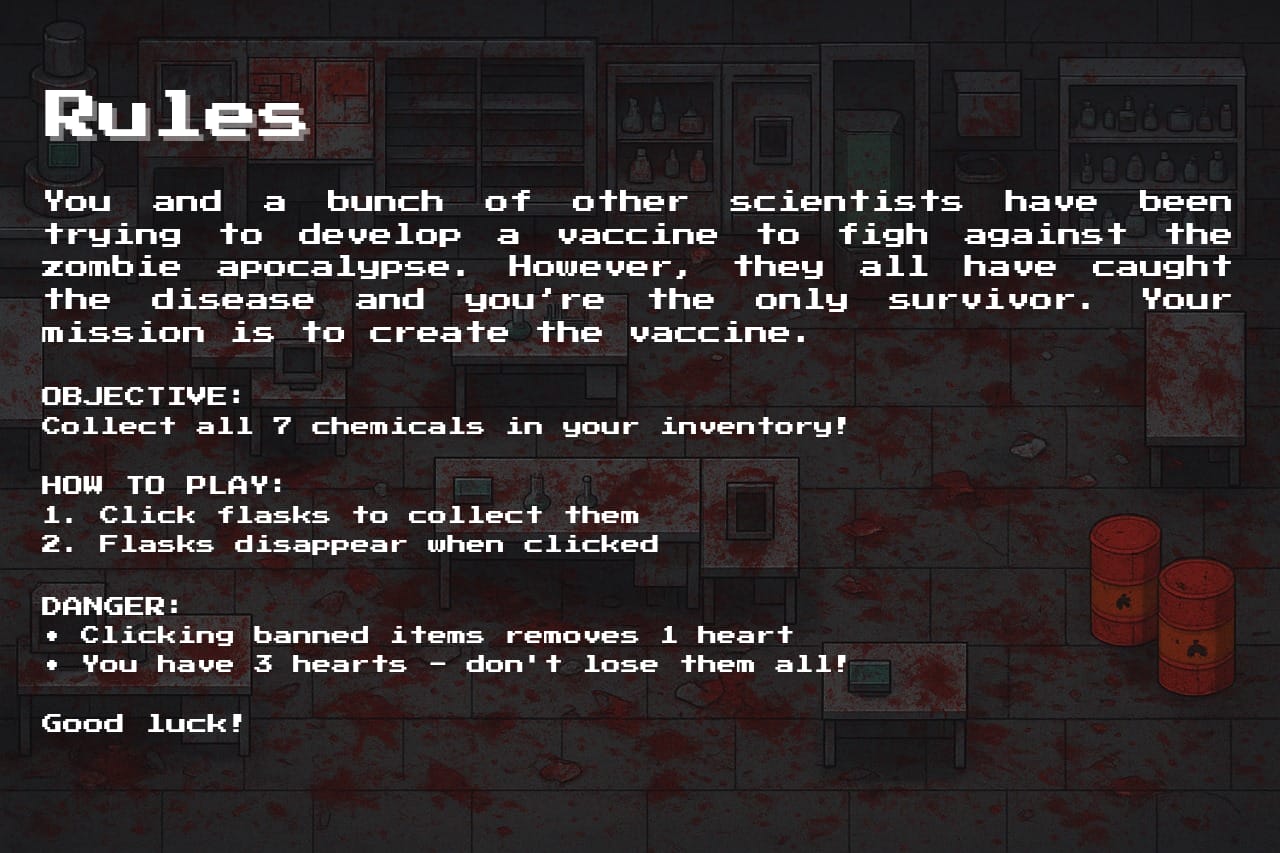 Rules
You and a bunch of other scientists have been
trying to develop a vaccine to figh against the
zombie apocalypse. However, they all have caught
the disease and you're the only survivor. Your
mission is to create the vaccine.
OBJECTIVE:
Collect all 7 chemicals in your inventory!
HOW TO PLAY:
1. Click flasks to collect them
2. Flasks disappear when clicked
DANGER:
• Clicking banned items removes 1 heart
• You have 3 hearts - don't lose them all!
Good luck!